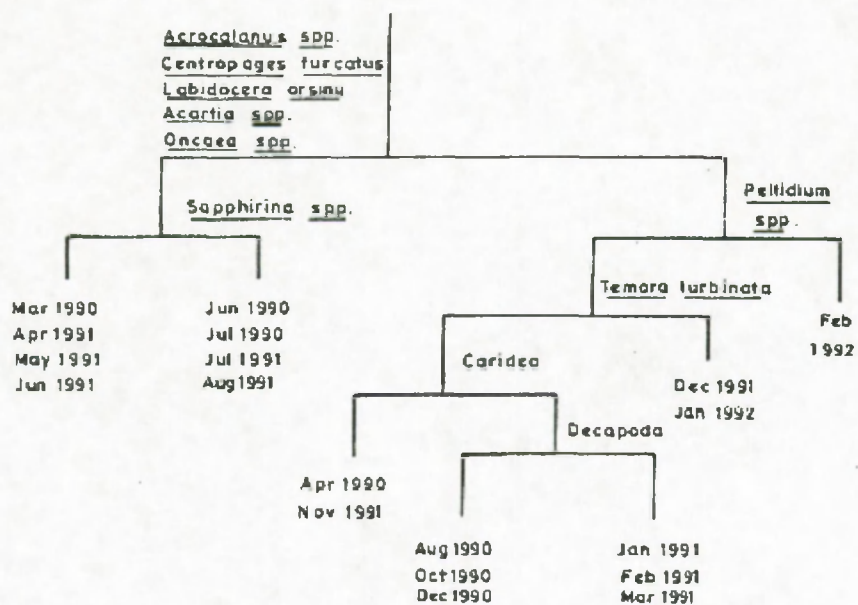 Acrocalanus spp.
Centropages furcatus
Labidocera orsinu
Acartia spp.
Oncaea spp.
Sapphirina spp.
Peltidium
spp.
Mar 1990
Apr 1991
May 1991
Jun 1991
Jun 1990
Jul 1990
Jul 1991
Aug 1991
Temora turbinata
Feb
1992
Caridea
Dec 1991
Jan 1992
Decapoda
Apr 1990
Nov 1991
Aug 1990
Oct 1990
Dec 1990
Jan 1991
Feb 1991
Mar 1991